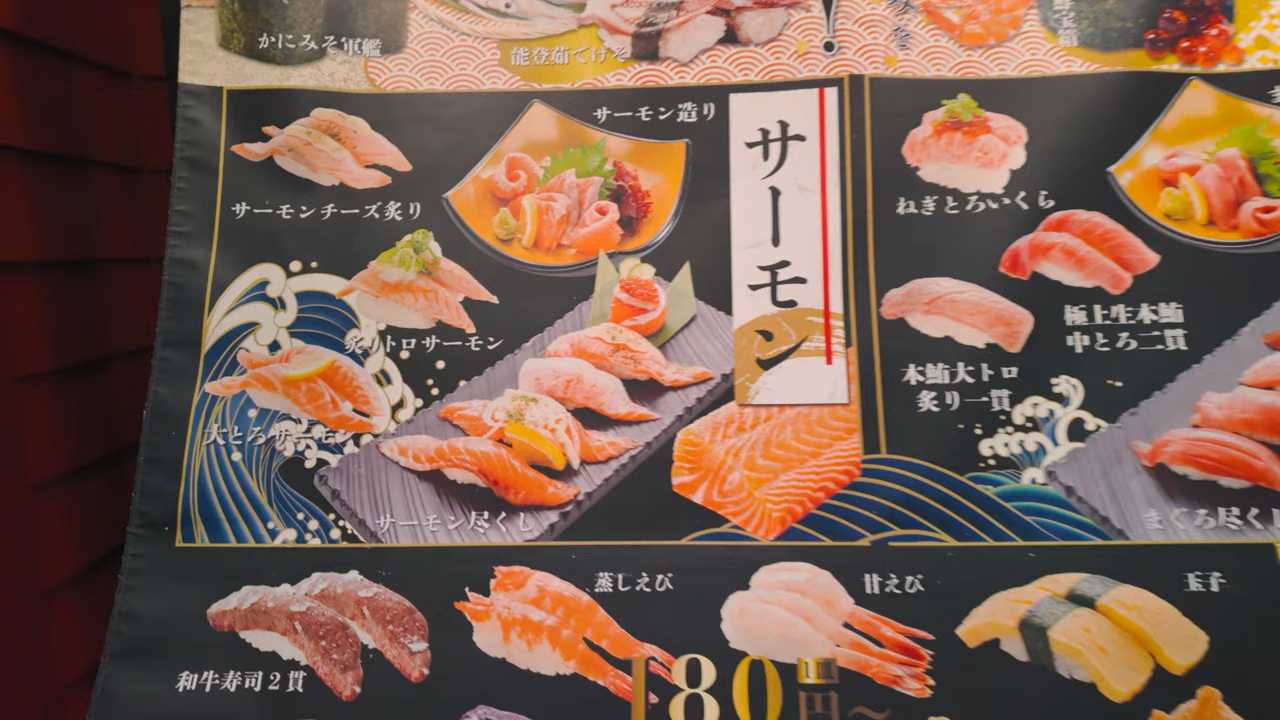 かにみそ軍艦
能登茹でげそ
サーモンチーズ炙り
サーモン造り
サーモン
炙りトロサーモン
大とろサーモン
サーモン尽くし
ねぎとろいくら
極上生本鮪
中とろ二貫
本鮪大トロ
炙り一貫
まぐろ尽くし
和牛寿司2貫
蒸しえび
甘えび
玉子
180円~